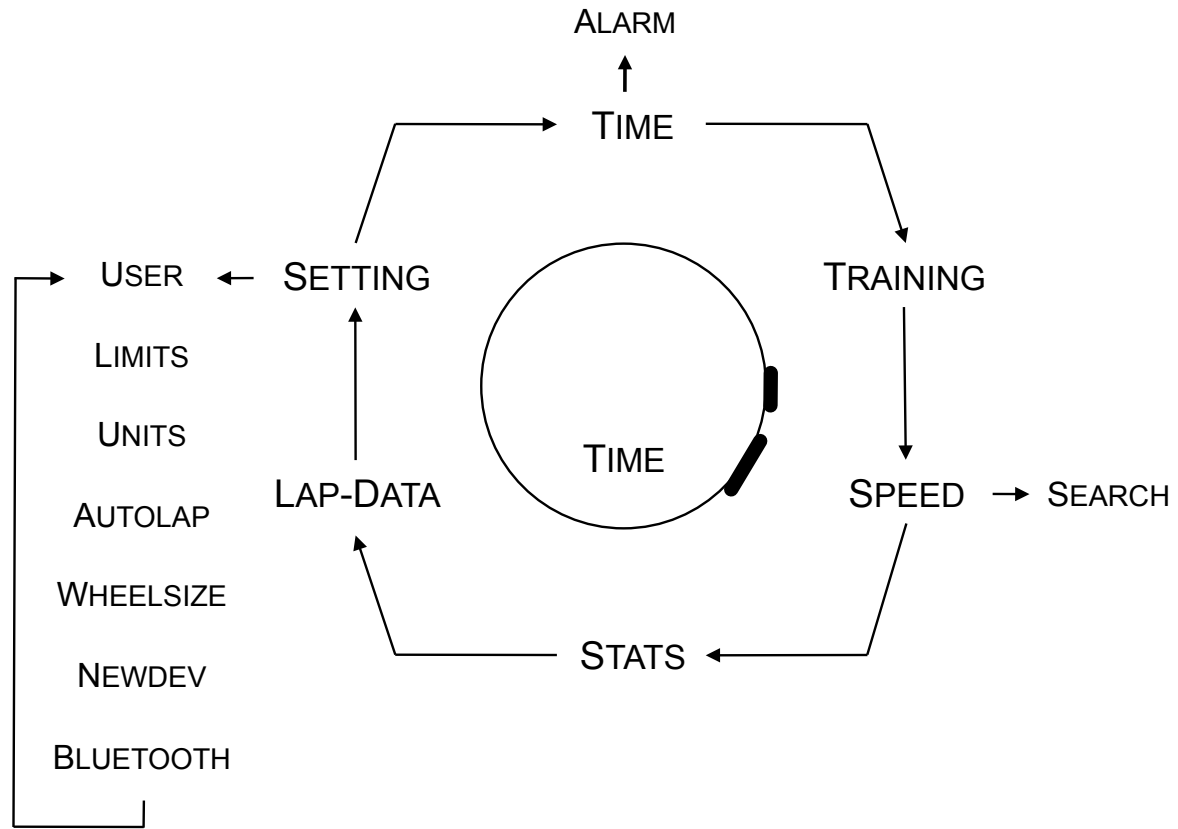 ALARM
TIME
USER
SETTING
TRAINING
LIMITS
UNITS
TIME
LAP-DATA
SPEED
SEARCH
AUTOLAP
WHEELSIZE
STATS
NEWDEV
BLUETOOTH